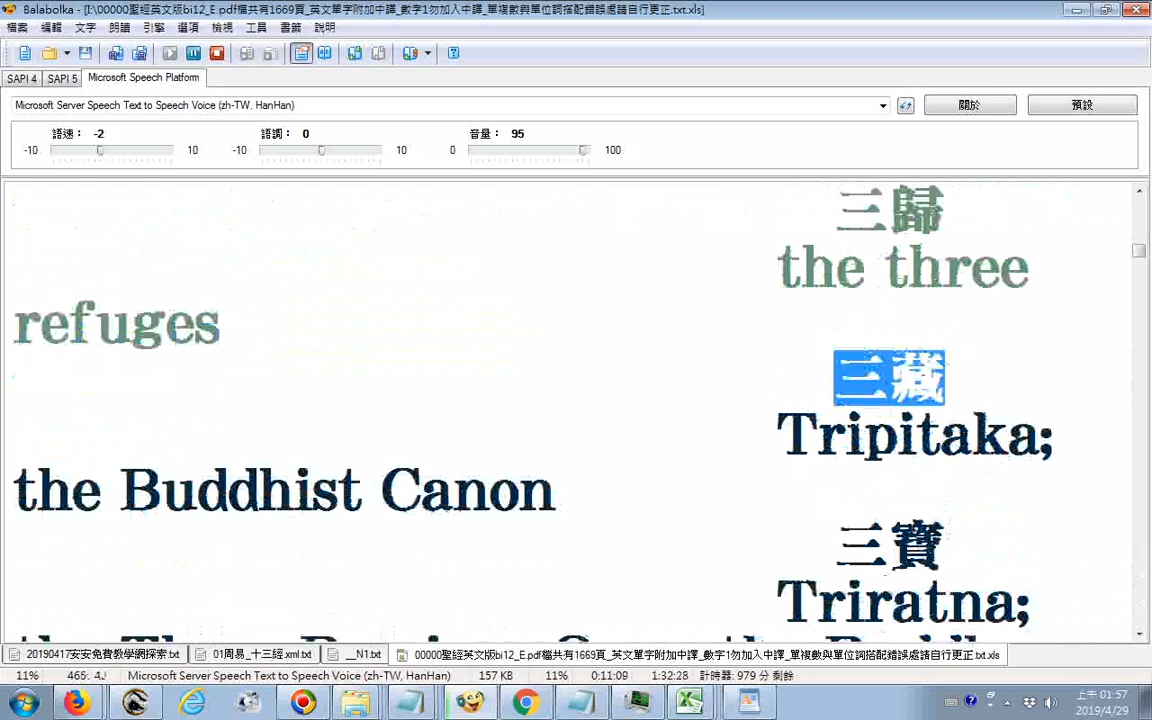 Balabolka - [I:\00000聖經英文版bi12_E.pdf檔共有1669頁_英文單字附加中譯_數字1勿加入中譯_單複數與單位詞搭配錯誤處請自行更正.txt.xls]
檔案 編輯 文字 朗讀 引擎 選項 檢視 工具 書籤 說明
SAPI 4 SAPI 5 Microsoft Speech Platform
Microsoft Server Speech Text to Speech Voice (zh-TW, HanHan) 關於 預設
語速： -2 語調： 0 音量： 95
-10 10 -10 10 0 100
三歸
the three
refuges
三藏
Tripitaka;
the Buddhist Canon
三寶
Triratna;
20190417安安免費教學網探索.txt 01周易_十三經.xml.txt __N1.txt 00000聖經英文版bi12_E.pdf檔共有1669頁_英文單字附加中譯_數字1勿加入中譯_單複數與單位詞搭配錯誤處請自行更正.txt.xls
11% 465: 4 Microsoft Server Speech Text to Speech Voice (zh-TW, HanHan) 157 KB 11% 0:11:09 1:32:28 計時器: 979 分 剩餘
上午 01:57
2019/4/29